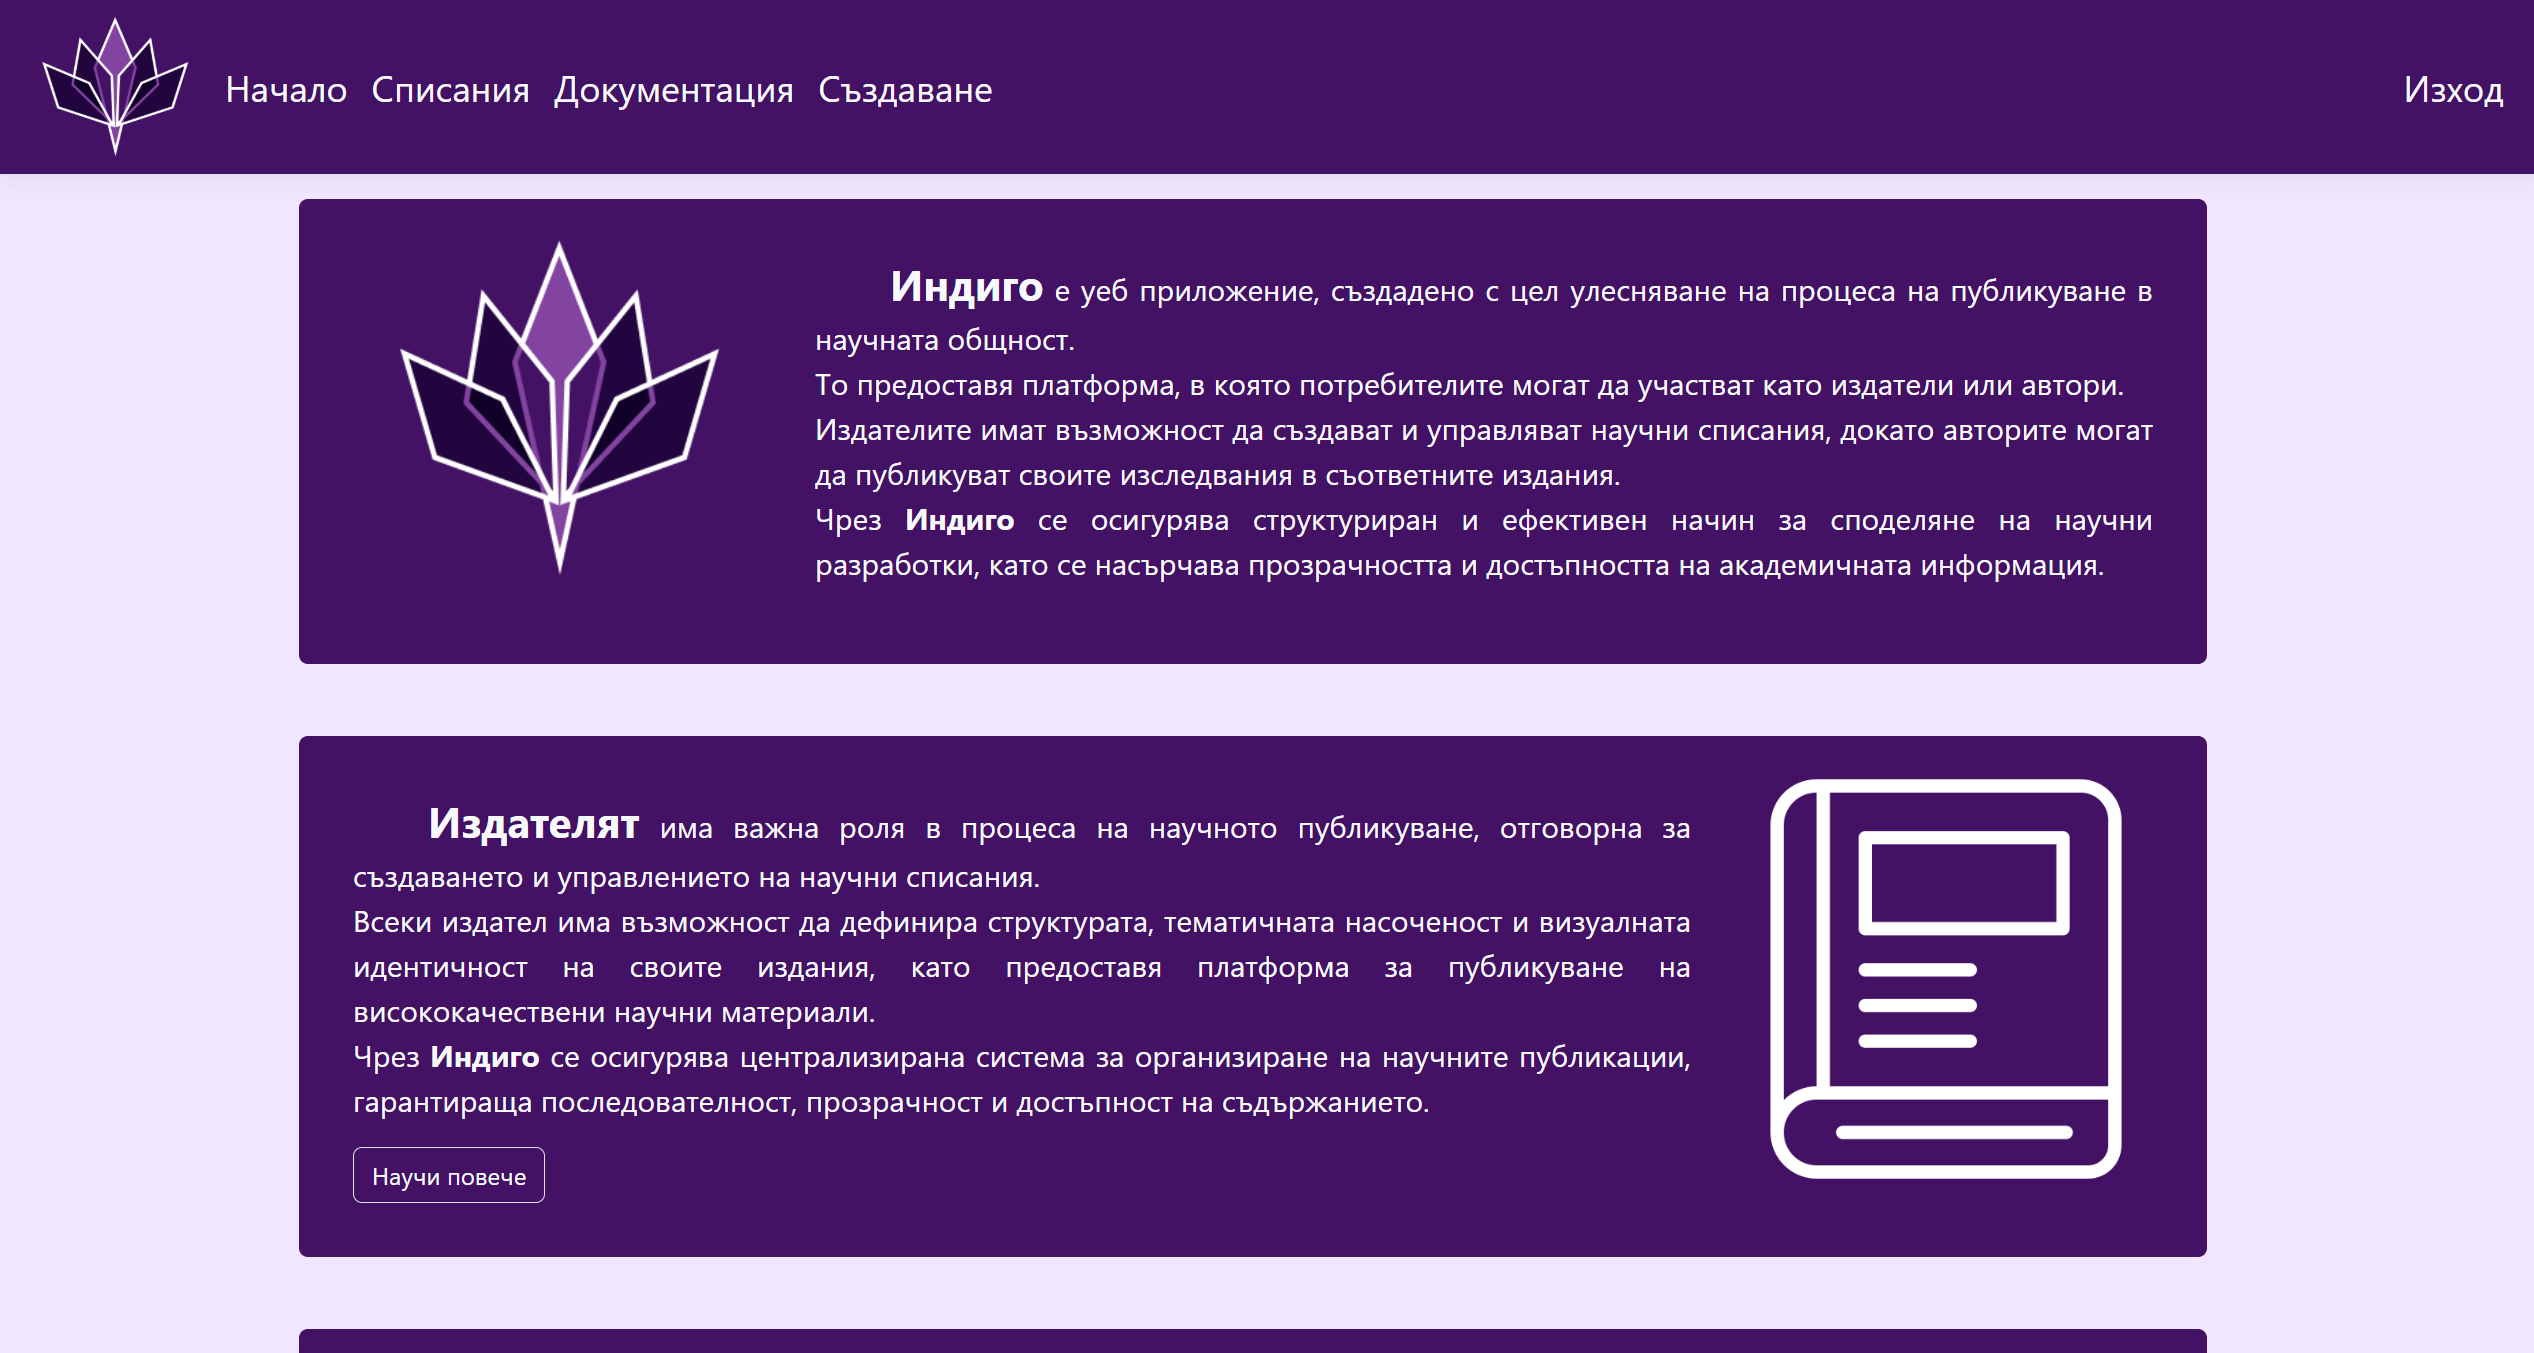 Начало Списания Документация Създаване Изход
Индиго е уеб приложение, създадено с цел улесняване на процеса на публикуване в
научната общност.
То предоставя платформа, в която потребителите могат да участват като издатели или автори.
Издателите имат възможност да създават и управляват научни списания, докато авторите могат
да публикуват своите изследвания в съответните издания.
Чрез Индиго се осигурява структуриран и ефективен начин за споделяне на научни
разработки, като се насърчава прозрачността и достъпността на академичната информация.
Издателят има важна роля в процеса на научното публикуване, отговорна за
създаването и управлението на научни списания.
Всеки издател има възможност да дефинира структурата, тематичната насоченост и визуалната
идентичност на своите издания, като предоставя платформа за публикуване на
висококачествени научни материали.
Чрез Индиго се осигурява централизирана система за организиране на научните публикации,
гарантираща последователност, прозрачност и достъпност на съдържанието.
Научи повече